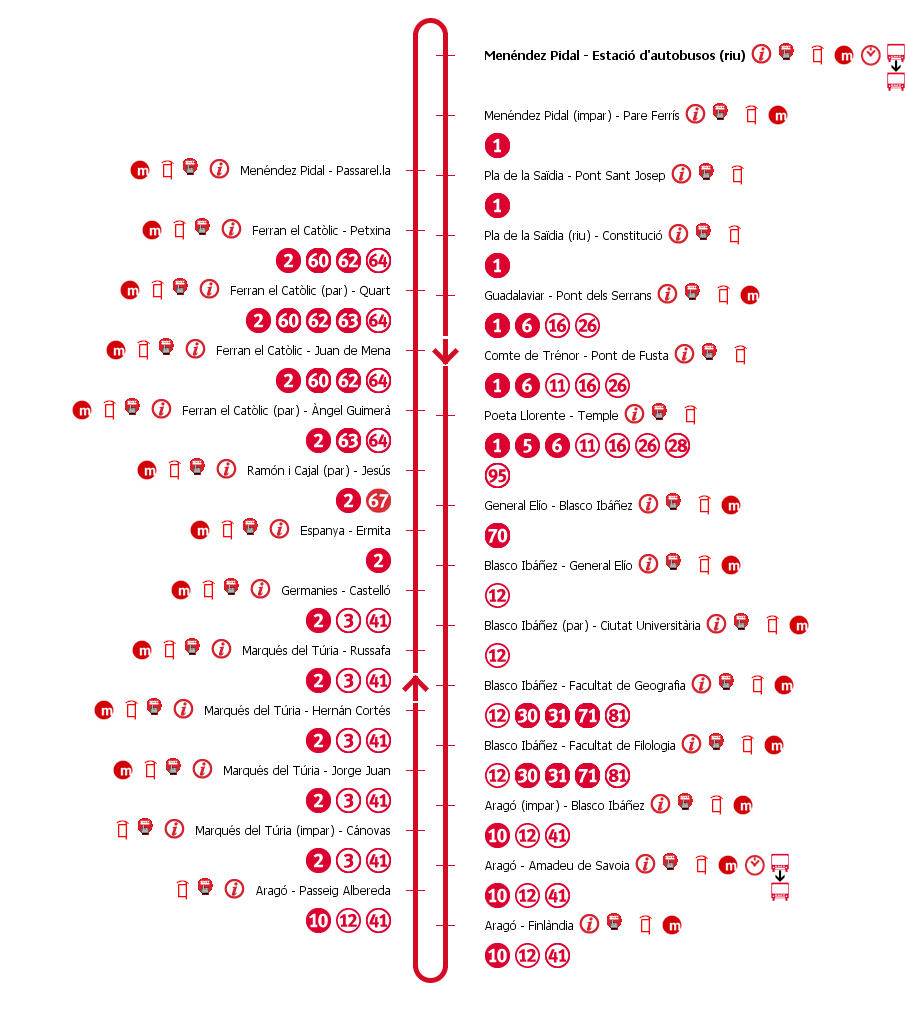 Menéndez Pidal - Estació d'autobusos (riu) i m
Menéndez Pidal (impar) - Pare Ferrís i m
1
Pla de la Saïdia - Pont Sant Josep i
1
Pla de la Saïdia (riu) - Constitució i
1
Guadalaviar - Pont dels Serrans i m
1 6 16 26
Comte de Trénor - Pont de Fusta i
1 6 11 16 26
Poeta Llorente - Temple i
1 5 6 11 16 26 28
95
General Elío - Blasco Ibáñez i m
70
Blasco Ibáñez - General Elío i m
12
Blasco Ibáñez (par) - Ciutat Universitària i m
12
Blasco Ibáñez - Facultat de Geografia i m
12 30 31 71 81
Blasco Ibáñez - Facultat de Filologia i m
12 30 31 71 81
Aragó (impar) - Blasco Ibáñez i m
10 12 41
Aragó - Amadeu de Savoia i m
10 12 41
Aragó - Finlàndia i m
10 12 41
m i Menéndez Pidal - Passarel.la
m i Ferran el Catòlic - Petxina
2 60 62 64
m i Ferran el Catòlic (par) - Quart
2 60 62 63 64
m i Ferran el Catòlic - Juan de Mena
2 60 62 64
m i Ferran el Catòlic (par) - Àngel Guimerà
2 63 64
m i Ramón i Cajal (par) - Jesús
2 67
m i Espanya - Ermita
2
m i Germanies - Castelló
2 3 41
m i Marqués del Túria - Russafa
2 3 41
m i Marqués del Túria - Hernán Cortés
2 3 41
m i Marqués del Túria - Jorge Juan
2 3 41
i Marqués del Túria (impar) - Cánovas
2 3 41
i Aragó - Passeig Albereda
10 12 41